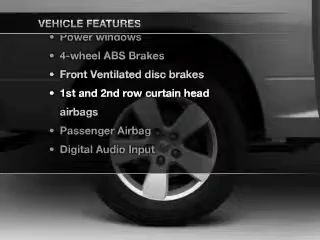 VEHICLE FEATURES
• Power windows
• 4-wheel ABS Brakes
• Front Ventilated disc brakes
• 1st and 2nd row curtain head
airbags
• Passenger Airbag
• Digital Audio Input